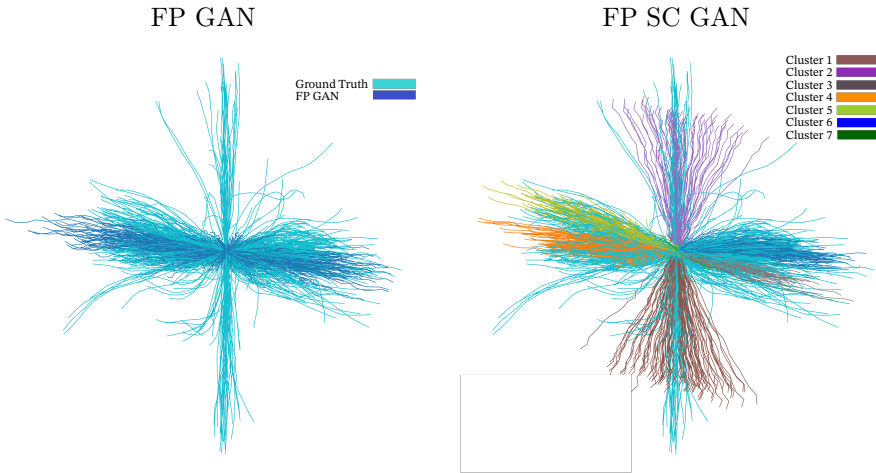 FP GAN
FP SC GAN
Ground Truth
FP GAN
Cluster 1
Cluster 2
Cluster 3
Cluster 4
Cluster 5
Cluster 6
Cluster 7